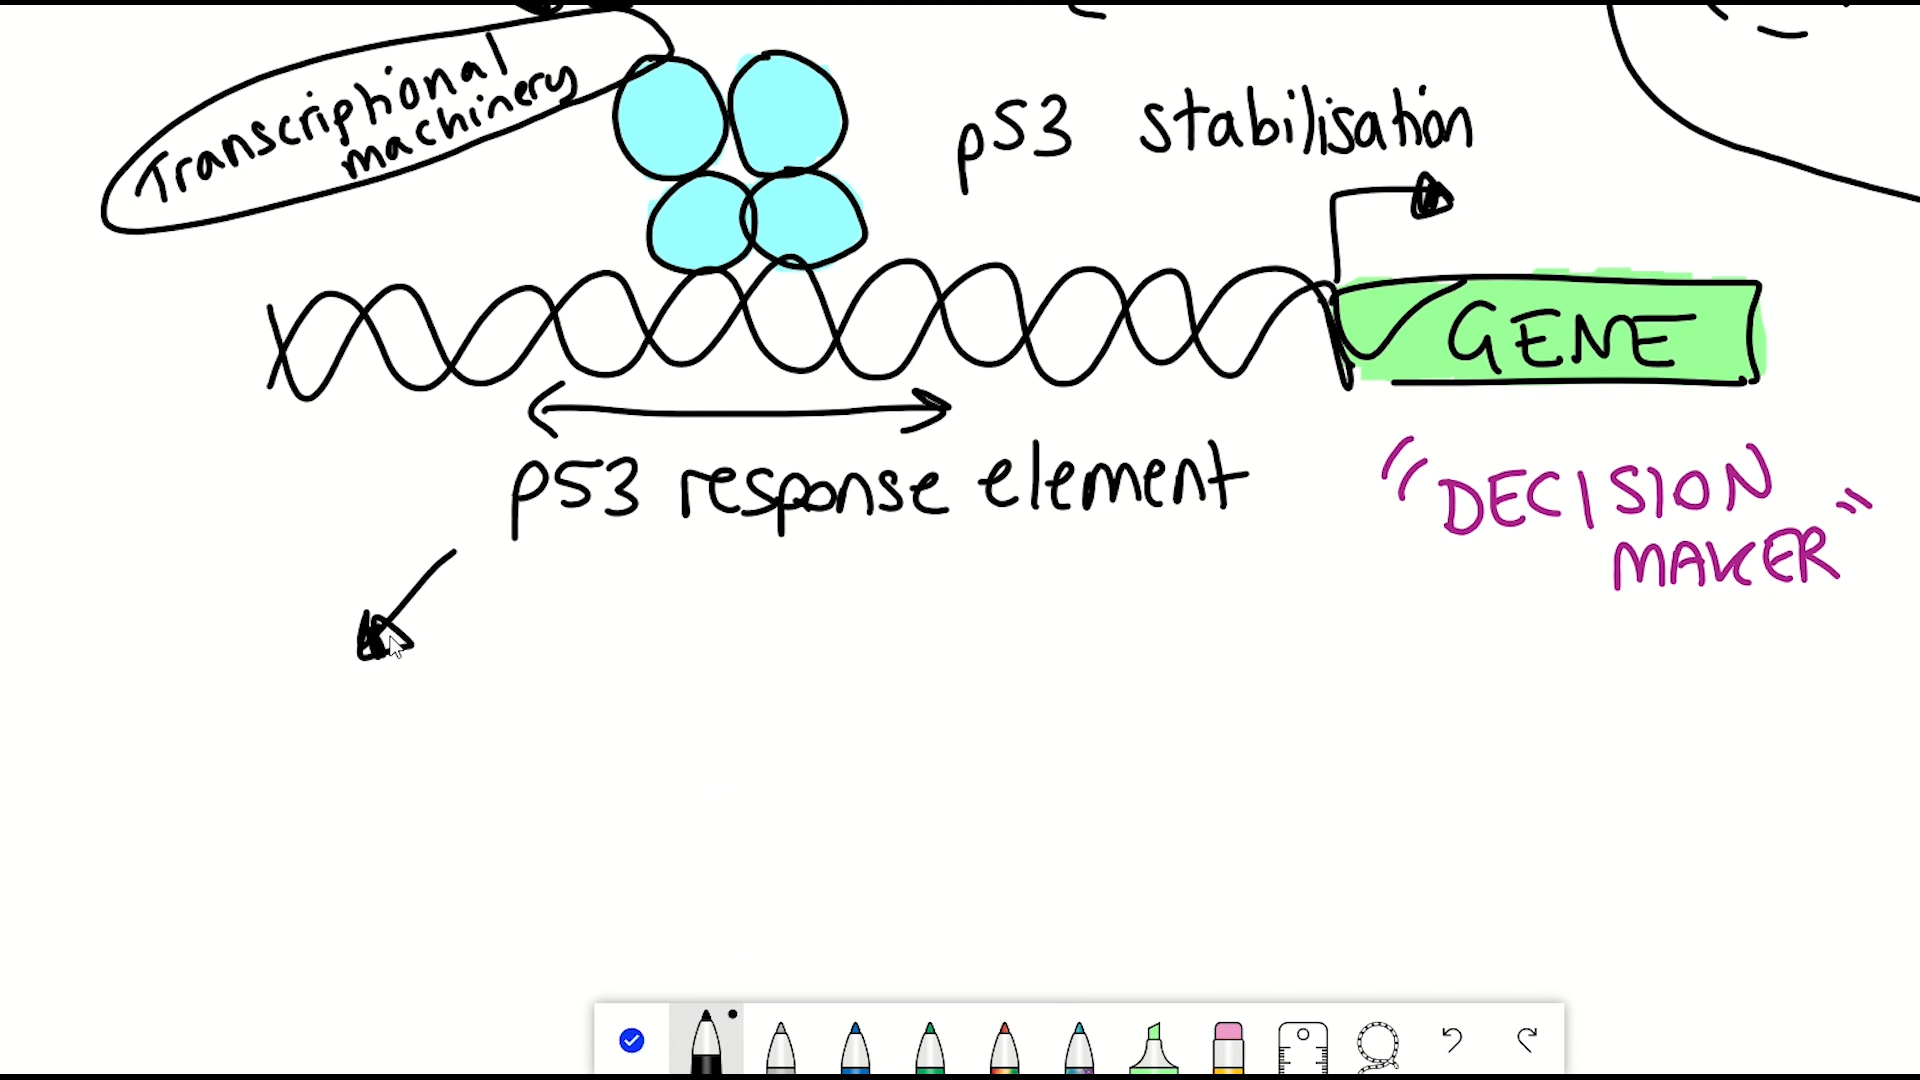 Transcriptional
machinery
p53 stabilisation
GENE
p53 response element
"DECISION
MAKER"